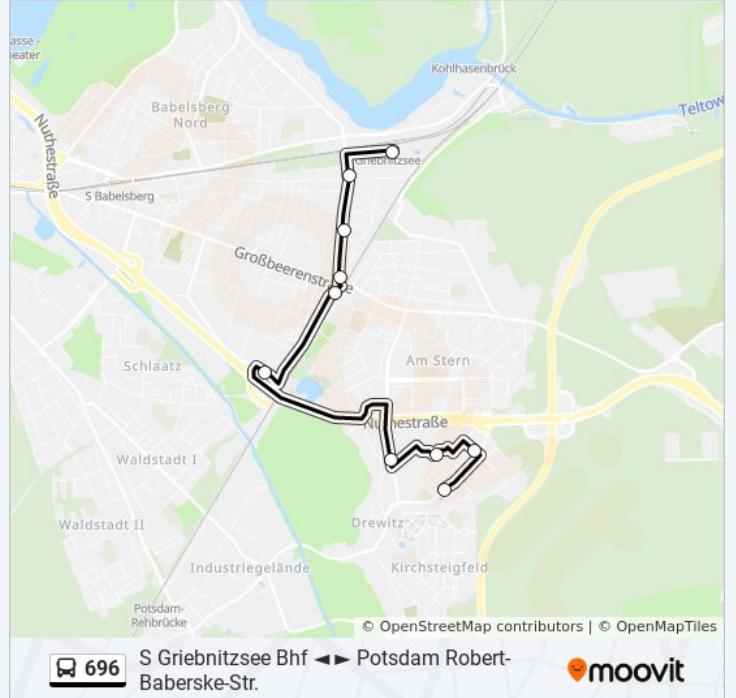 asse -
eater
Kohlhasenbrück
Teltow
Babelsberg
Nord
Nuthestraße
Griebnitzsee
S Babelsberg
Großbeerenstraße
Schlaatz
Am Stern
Nuthestraße
Waldstadt I
Waldstadt II
Drewitz
Industriegelände
Kirchsteigfeld
Potsdam-
Rehbrücke
© OpenStreetMap contributors | © OpenMapTiles
696
S Griebnitzsee Bhf ◄► Potsdam Robert-
Baberske-Str.
moovit